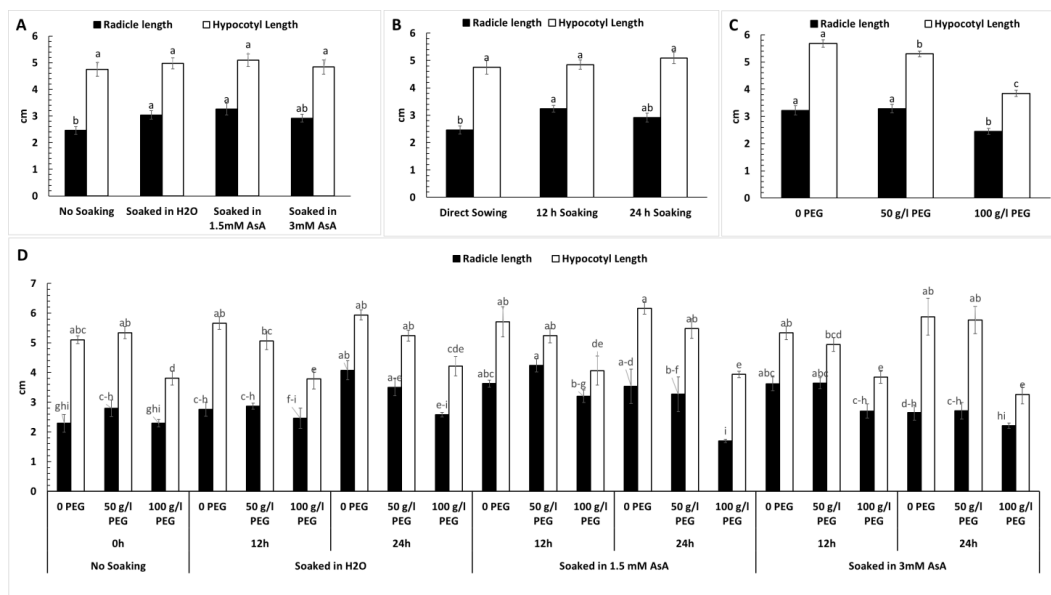 A
Radicle length
Hypocotyl Length
6
5
4
3
2
1
0
cm
b
a
a
a
a
a
ab
a
No Soaking
Soaked in H2O
Soaked in
1.5mM AsA
Soaked in
3mM AsA
B
Radicle length
Hypocotyl Length
6
5
4
3
2
1
0
cm
b
a
a
a
ab
a
Direct Sowing
12 h Soaking
24 h Soaking
C
Radicle length
Hypocotyl Length
6
5
4
3
2
1
0
cm
a
a
a
b
b
c
0 PEG
50 g/l PEG
100 g/l PEG
D
Radicle length
Hypocotyl Length
7
6
5
4
3
2
1
0
cm
ghi
abc
c-h
ab
ghi
d
c-h
ab
c-h
bc
f-i
e
ab
ab
a-e
ab
e-i
cde
abc
ab
a
ab
b-g
de
a-d
a
b-f
ab
i
e
abc
ab
abc
bcd
c-h
e
d-h
ab
c-h
ab
hi
e
0 PEG
50 g/l
PEG
100 g/l
PEG
0 PEG
50 g/l
PEG
100 g/l
PEG
0 PEG
50 g/l
PEG
100 g/l
PEG
0 PEG
50 g/l
PEG
100 g/l
PEG
0 PEG
50 g/l
PEG
100 g/l
PEG
0 PEG
50 g/l
PEG
100 g/l
PEG
0 PEG
50 g/l
PEG
100 g/l
PEG
0h
12h
24h
12h
24h
12h
24h
No Soaking
Soaked in H2O
Soaked in 1.5 mM AsA
Soaked in 3mM AsA